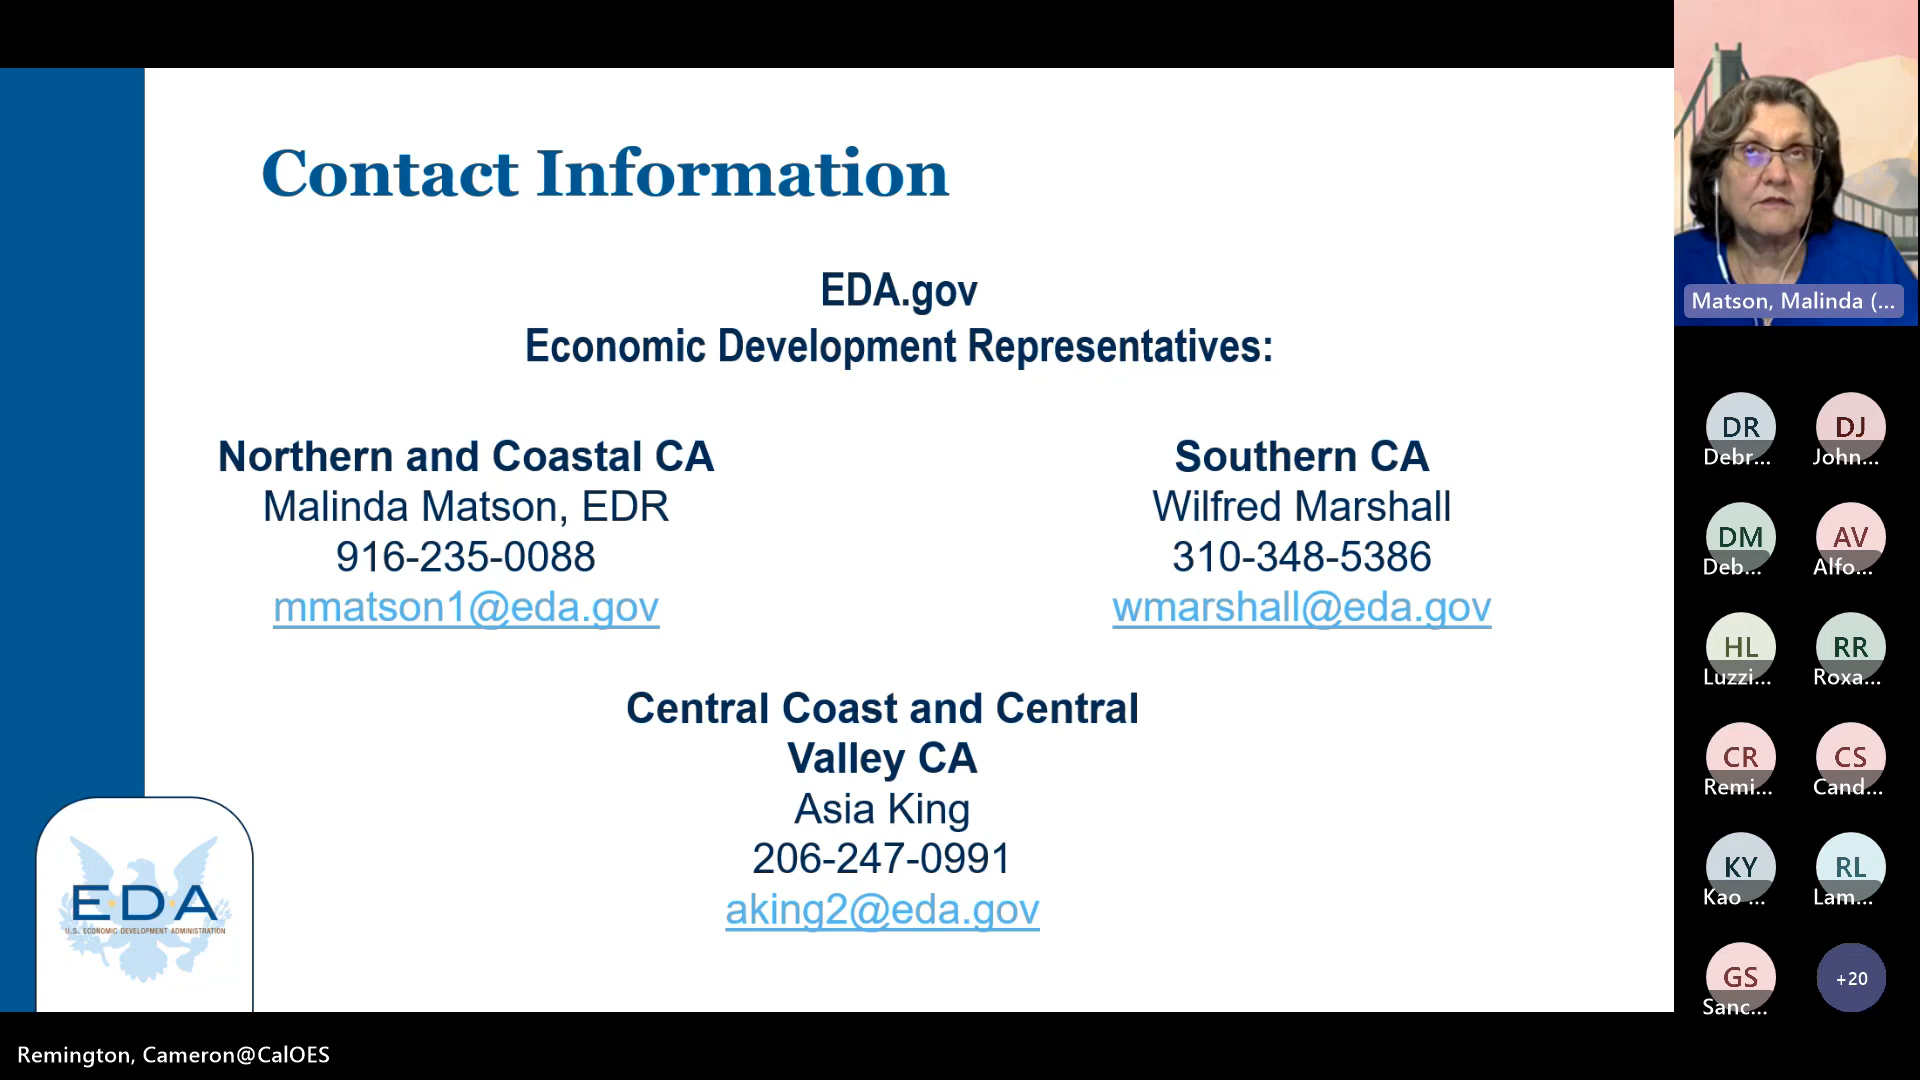 Contact Information
EDA.gov
Economic Development Representatives:
Northern and Coastal CA
Malinda Matson, EDR
916-235-0088
mmatson1@eda.gov
Southern CA
Wilfred Marshall
310-348-5386
wmarshall@eda.gov
Central Coast and Central
Valley CA
Asia King
206-247-0991
aking2@eda.gov
E·D·A
U.S. ECONOMIC DEVELOPMENT ADMINISTRATION
Remington, Cameron@CalOES
Matson, Malinda (...
DR
DJ
Debr...
John...
DM
AV
Deb...
Alfo...
HL
RR
Luzzi...
Roxa...
CR
CS
Remi...
Cand...
KY
RL
Kao ...
Lam...
GS
+20
Sanc...